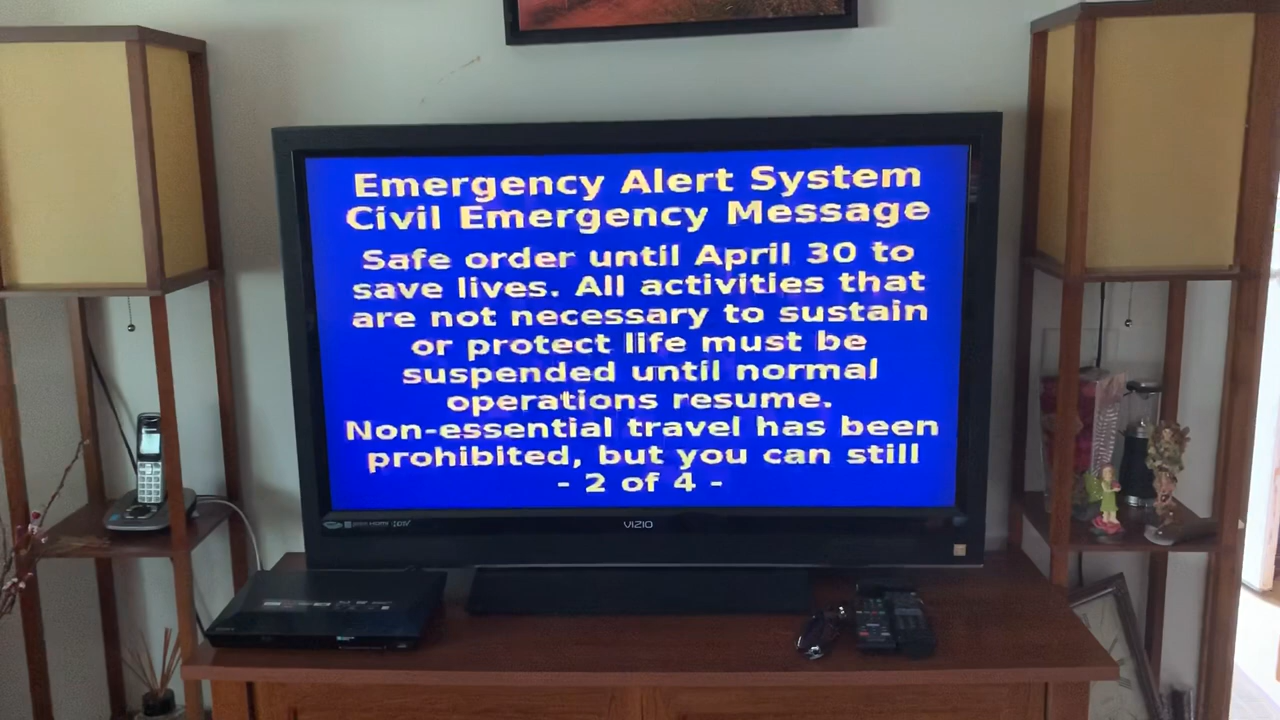 Emergency Alert System
Civil Emergency Message
Safe order until April 30 to
save lives. All activities that
are not necessary to sustain
or protect life must be
suspended until normal
operations resume.
Non-essential travel has been
prohibited, but you can still
- 2 of 4 -
VIZIO